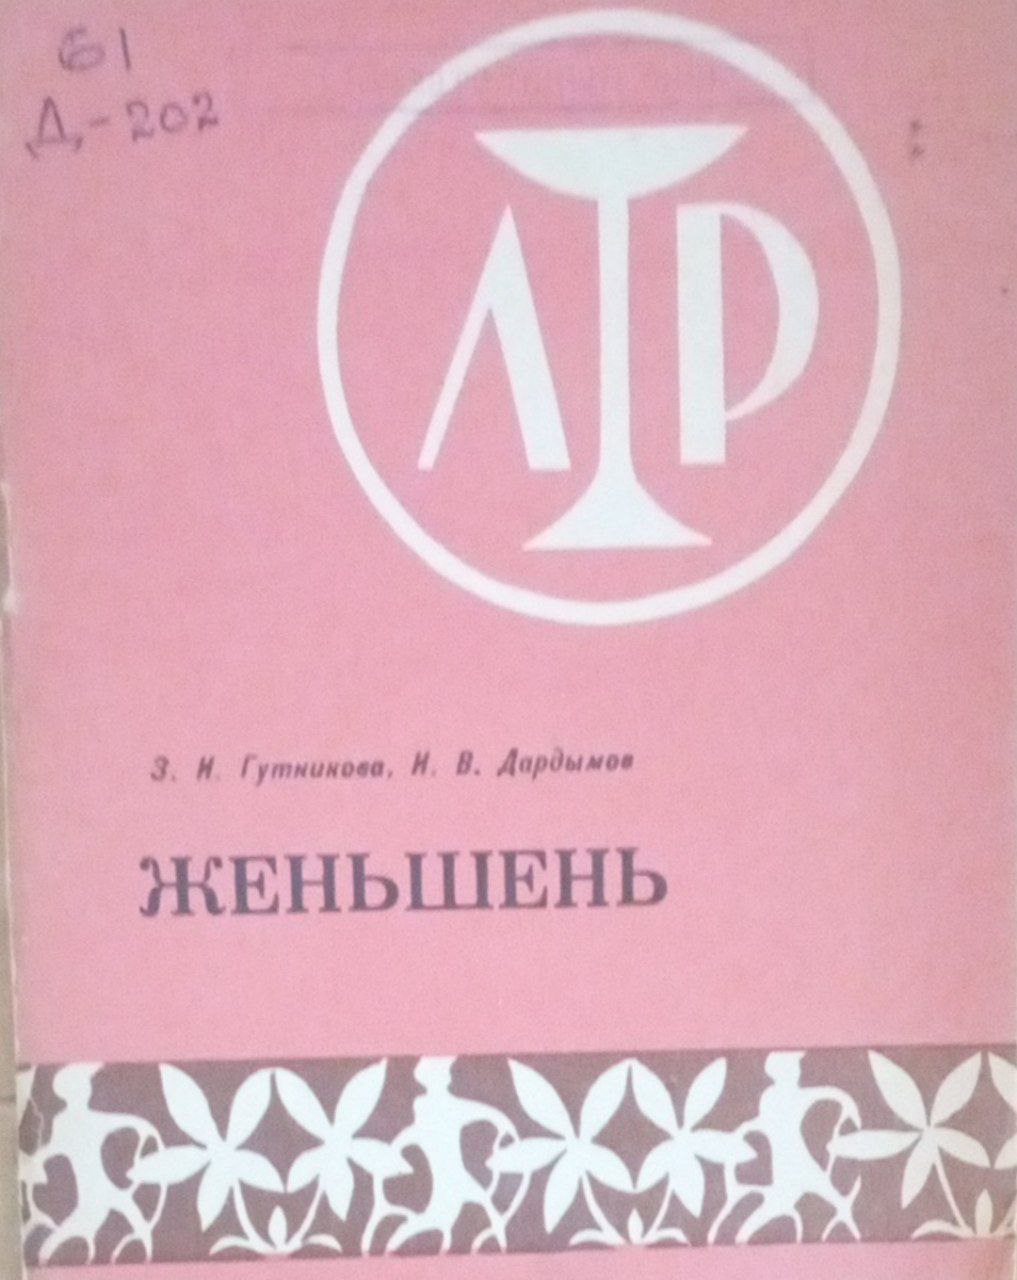 61
Д-202
ЛТР
З. И. Гутникова, И. В. Дардымов
ЖЕНЬШЕНЬ